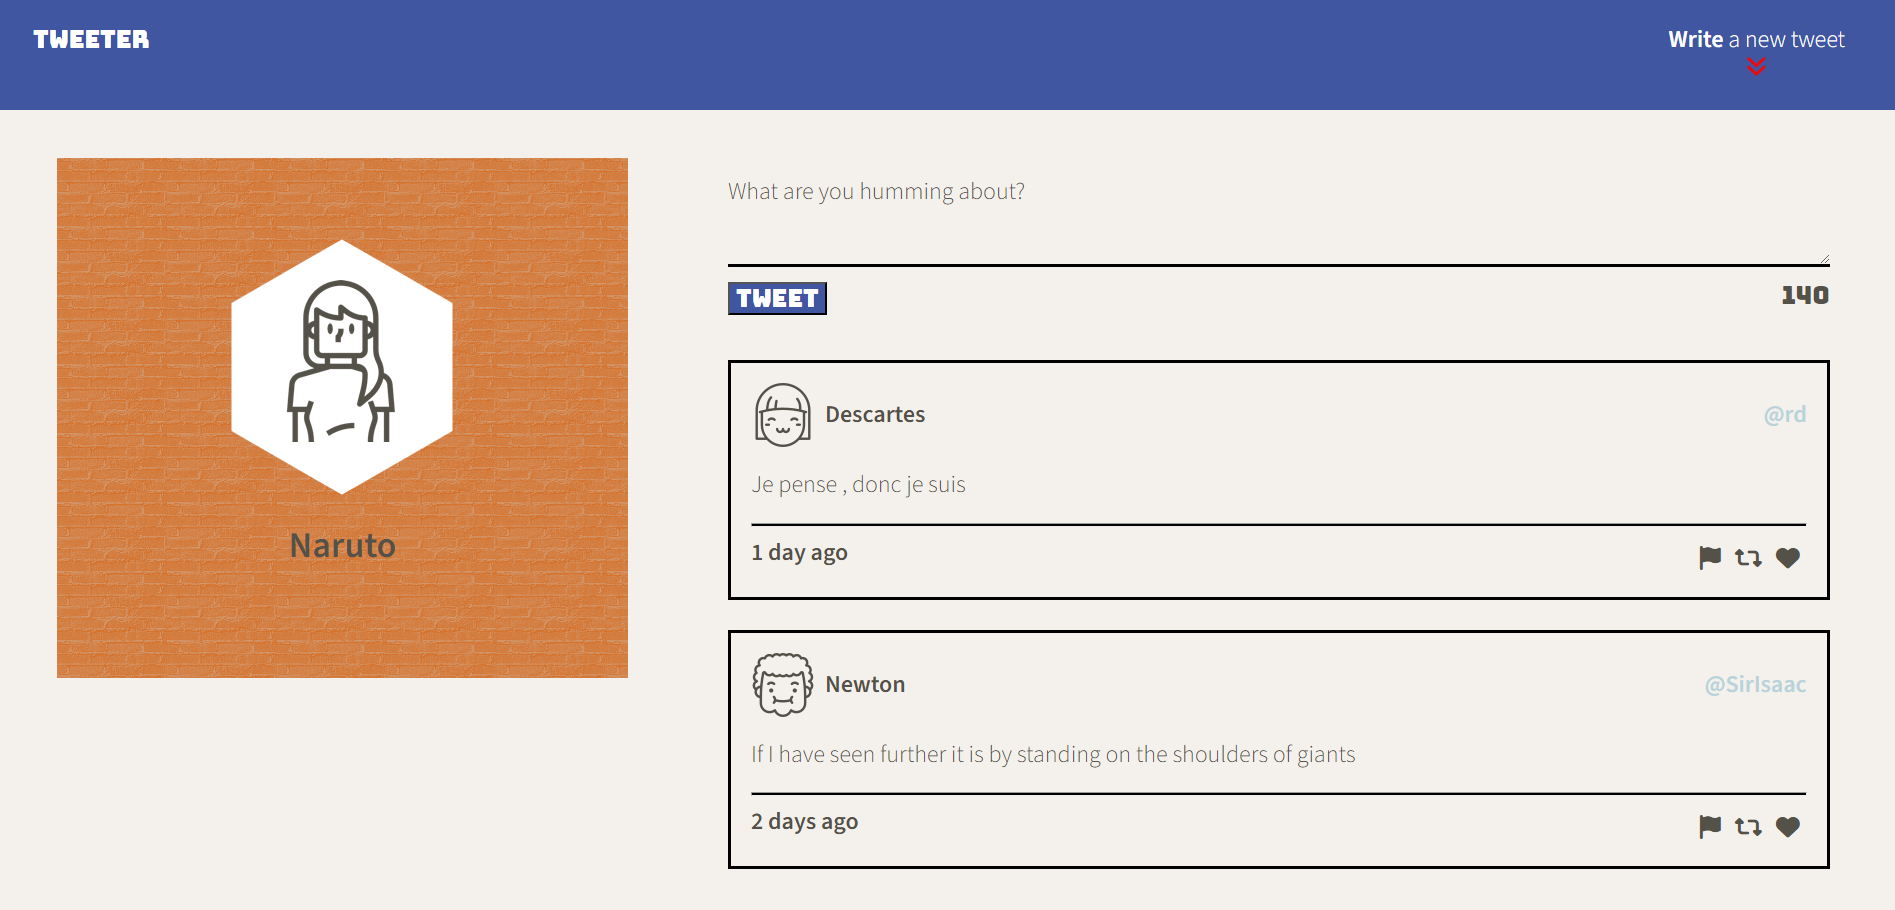 TWEETER
Write a new tweet
Naruto
What are you humming about?
TWEET
140
Descartes
@rd
Je pense , donc je suis
1 day ago
Newton
@SirIsaac
If I have seen further it is by standing on the shoulders of giants
2 days ago